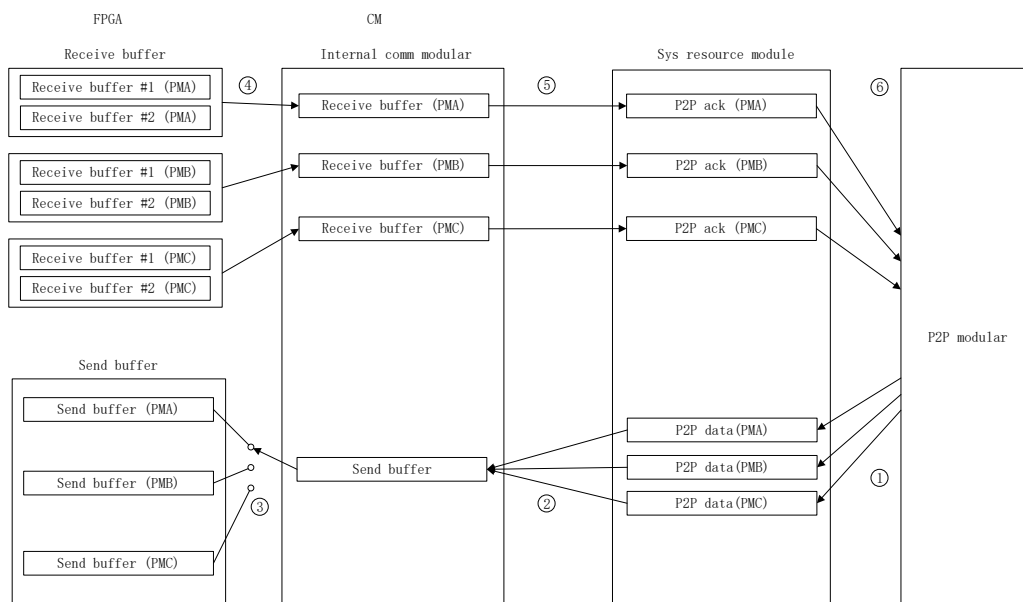 FPGA
CM
Receive buffer
Internal comm modular
Sys resource module
Receive buffer #1 (PMA)
Receive buffer #2 (PMA)
④
Receive buffer (PMA)
⑤
P2P ack (PMA)
⑥
Receive buffer #1 (PMB)
Receive buffer #2 (PMB)
Receive buffer (PMB)
P2P ack (PMB)
Receive buffer #1 (PMC)
Receive buffer #2 (PMC)
Receive buffer (PMC)
P2P ack (PMC)
P2P modular
Send buffer
Send buffer (PMA)
Send buffer (PMB)
Send buffer (PMC)
③
Send buffer
②
P2P data(PMA)
P2P data(PMB)
P2P data(PMC)
①